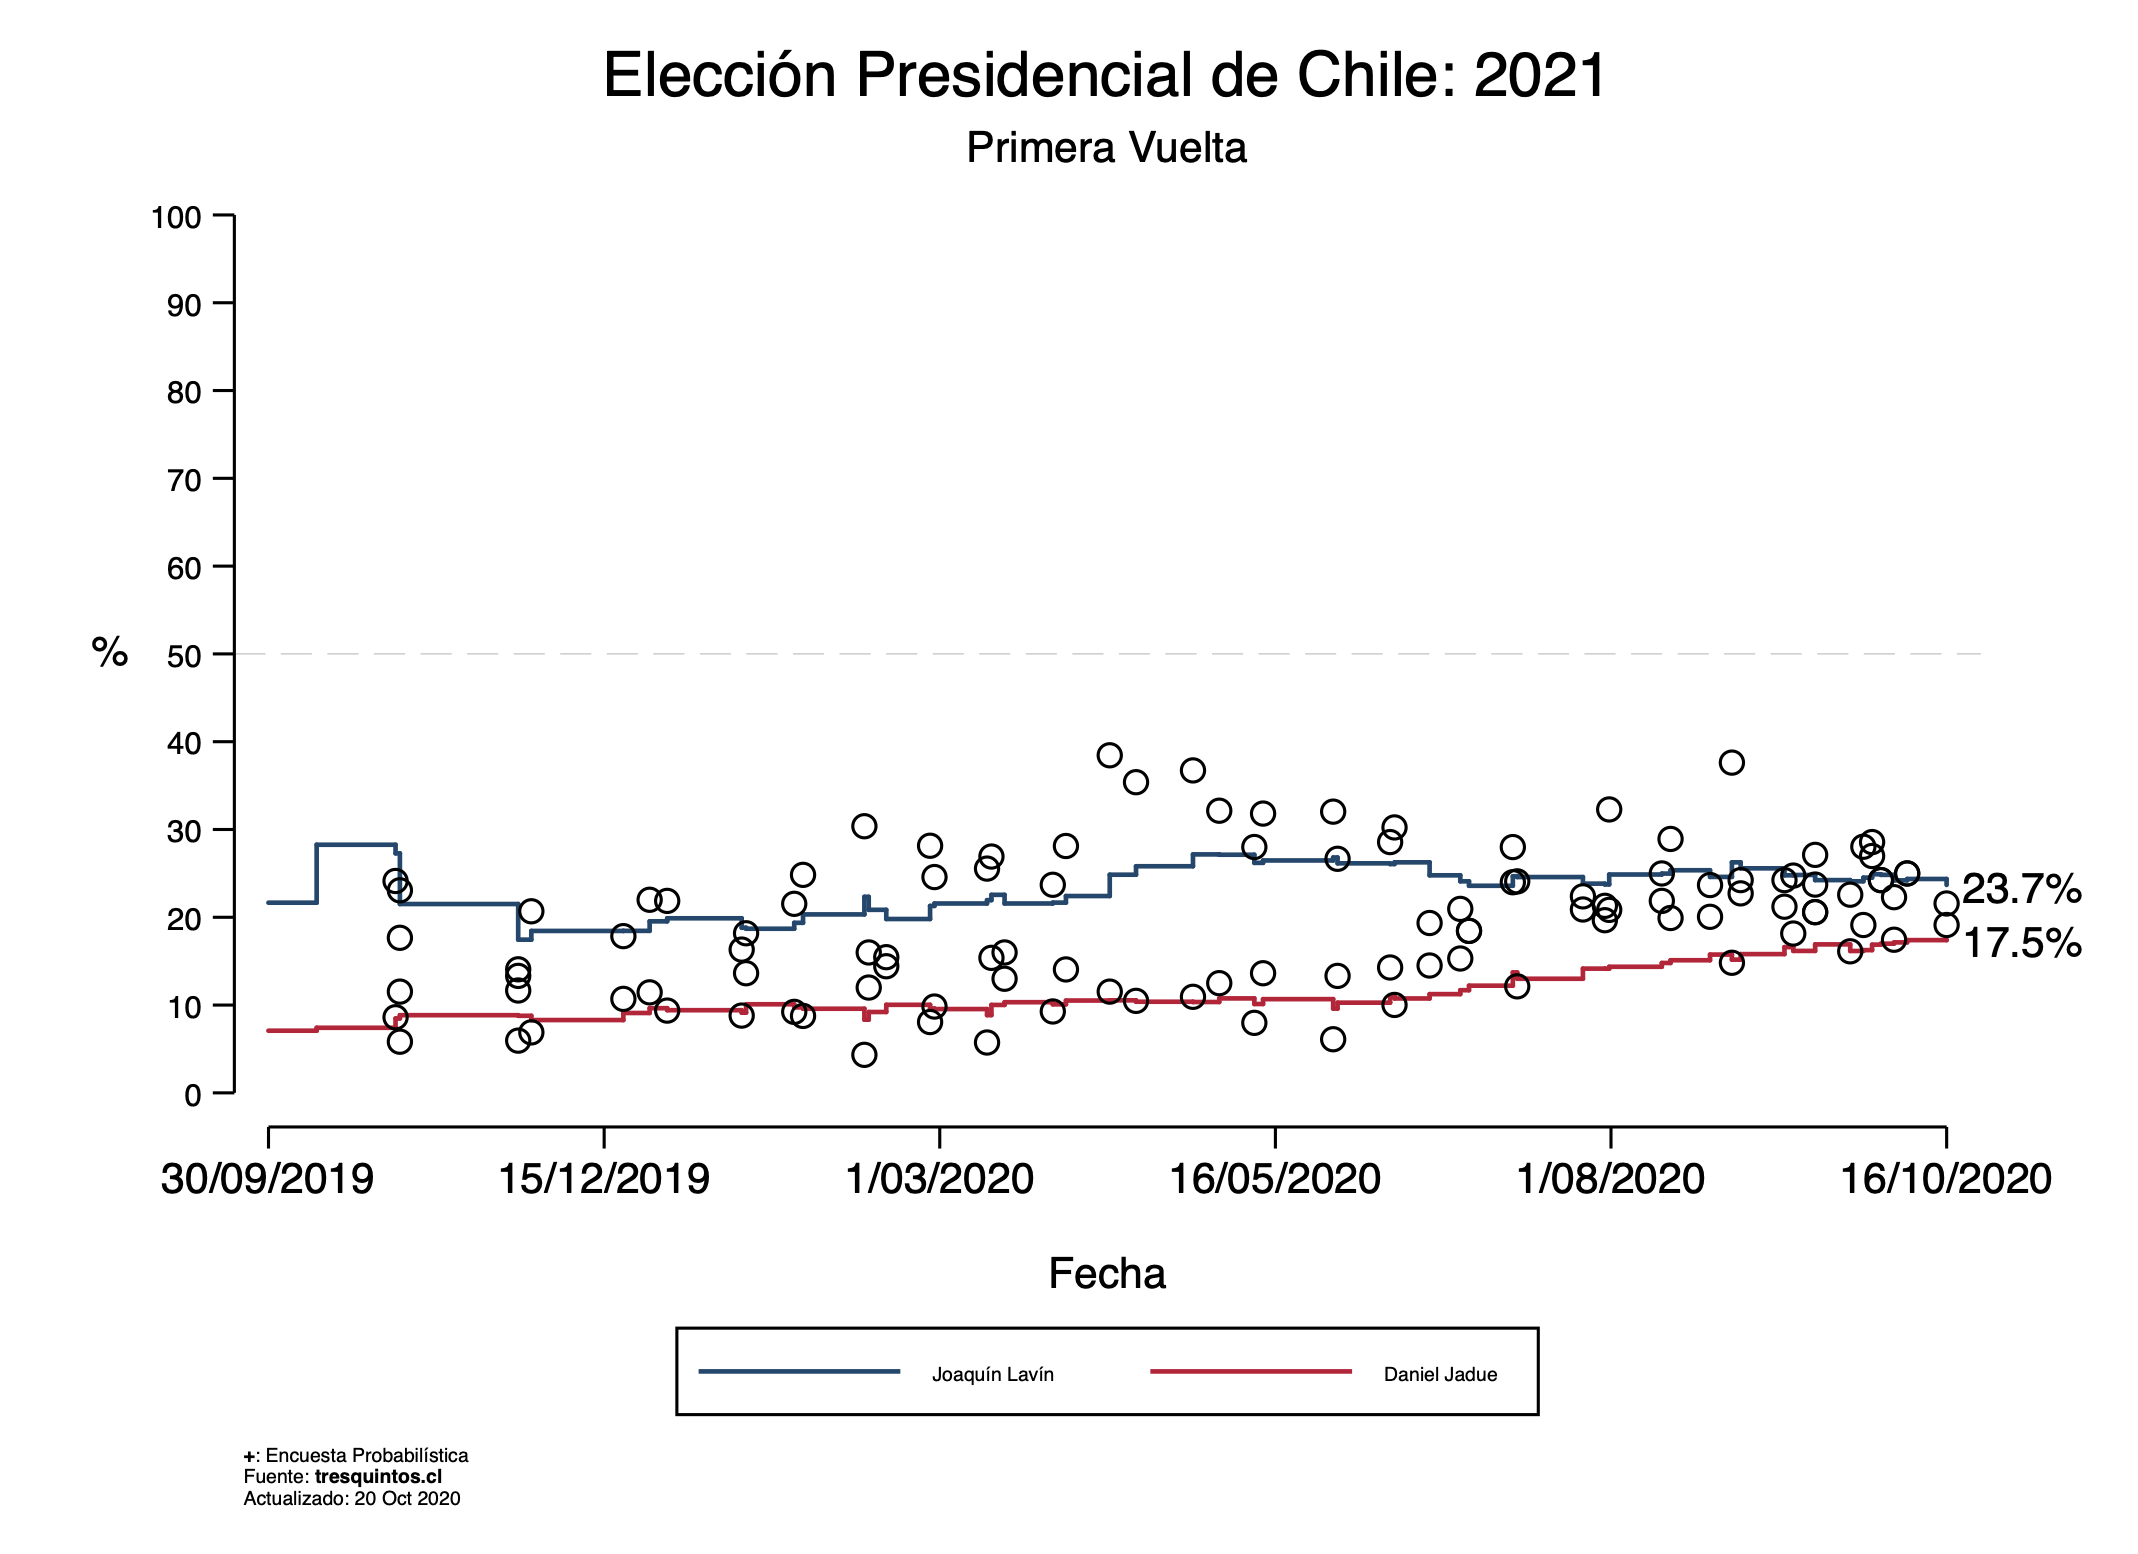 Elección Presidencial de Chile: 2021
Primera Vuelta
100
90
80
70
60
%
50
40
30
20
10
0
23.7%
17.5%
30/09/2019 15/12/2019 1/03/2020 16/05/2020 1/08/2020 16/10/2020
Fecha
Joaquín Lavín Daniel Jadue
+: Encuesta Probabilística
Fuente: tresquintos.cl
Actualizado: 20 Oct 2020